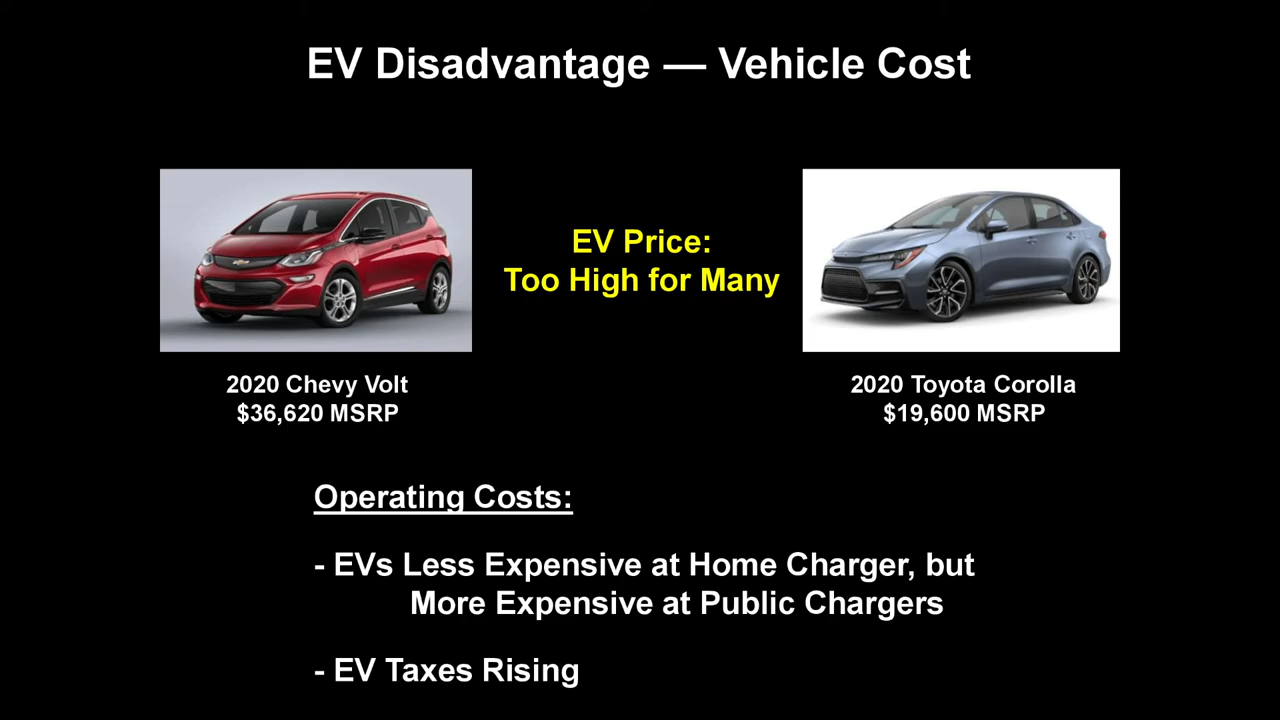 EV Disadvantage — Vehicle Cost
EV Price:
Too High for Many
2020 Chevy Volt
$36,620 MSRP
2020 Toyota Corolla
$19,600 MSRP
Operating Costs:
- EVs Less Expensive at Home Charger, but
More Expensive at Public Chargers
- EV Taxes Rising